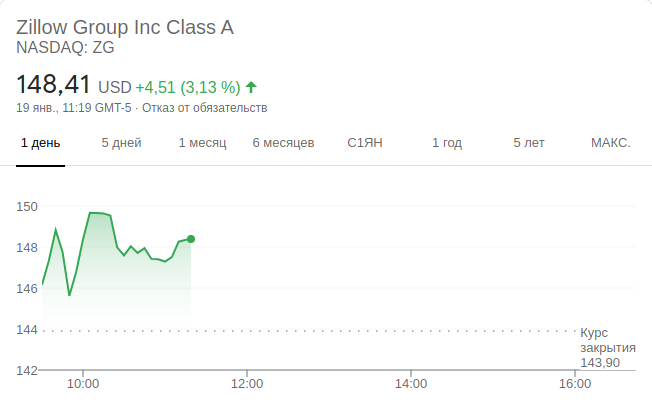 Zillow Group Inc Class A
NASDAQ: ZG
148,41 USD +4,51 (3,13 %)
19 янв., 11:19 GMT-5 · Отказ от обязательств
1 день 5 дней 1 месяц 6 месяцев С1ЯН 1 год 5 лет МАКС.
150
148
146
144
Курс
закрытия
143,90
142
10:00 12:00 14:00 16:00